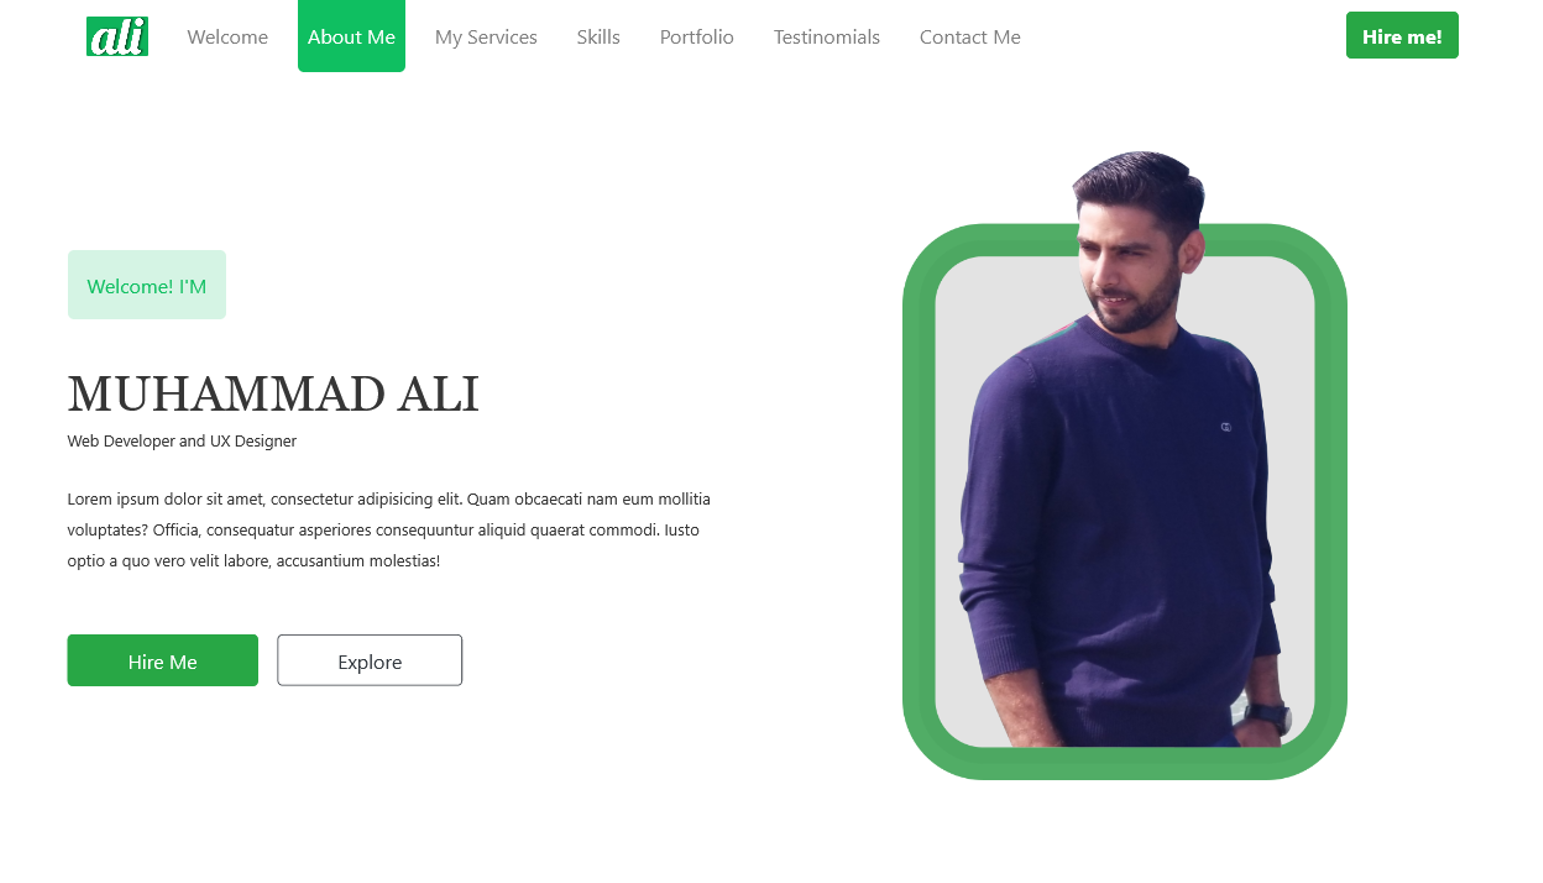 ali
Welcome
About Me
My Services
Skills
Portfolio
Testinomials
Contact Me
Hire me!
Welcome! I'M
MUHAMMAD ALI
Web Developer and UX Designer
Lorem ipsum dolor sit amet, consectetur adipisicing elit. Quam obcaecati nam eum mollitia
voluptates? Officia, consequatur asperiores consequuntur aliquid quaerat commodi. Iusto
optio a quo vero velit labore, accusantium molestias!
Hire Me
Explore